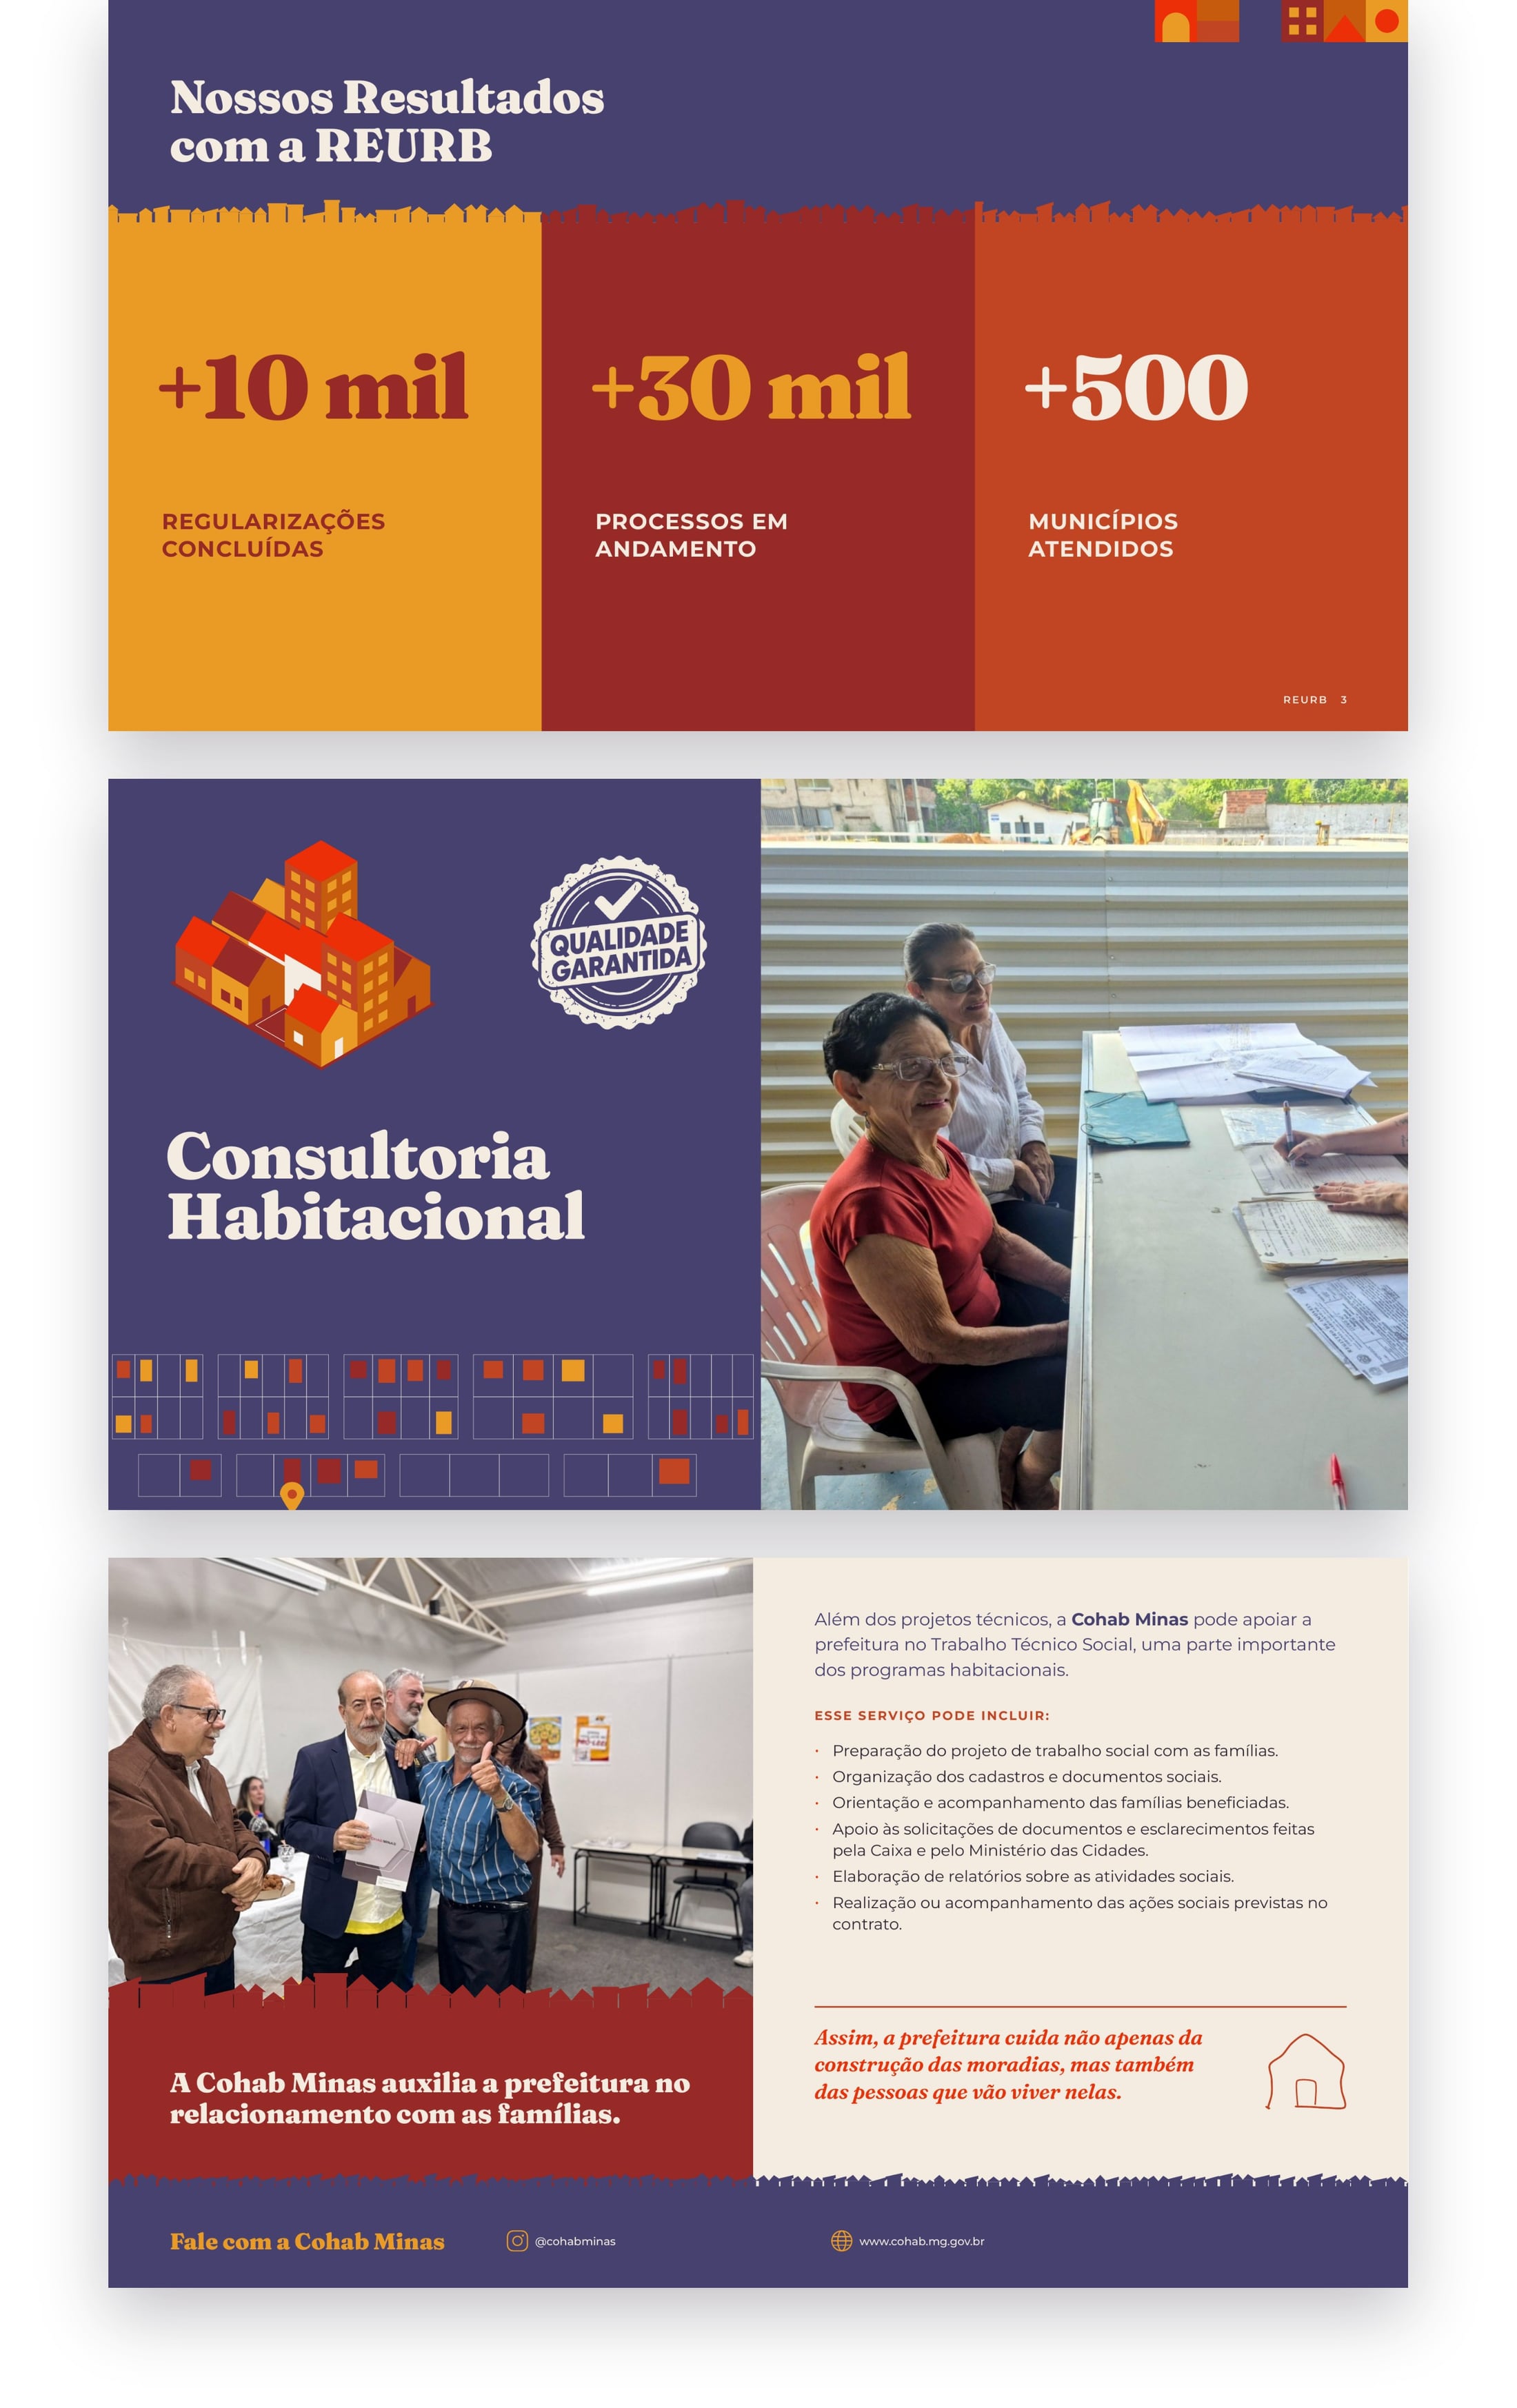 Nossos Resultados
com a REURB
+10 mil
REGULARIZAÇÕES
CONCLUÍDAS
+30 mil
PROCESSOS EM
ANDAMENTO
+500
MUNICÍPIOS
ATENDIDOS
REURB 3
QUALIDADE
GARANTIDA
Consultoria
Habitacional
A Cohab Minas auxilia a prefeitura no
relacionamento com as famílias.
Além dos projetos técnicos, a Cohab Minas pode apoiar a
prefeitura no Trabalho Técnico Social, uma parte importante
dos programas habitacionais.
ESSE SERVIÇO PODE INCLUIR:
· Preparação do projeto de trabalho social com as famílias.
· Organização dos cadastros e documentos sociais.
· Orientação e acompanhamento das famílias beneficiadas.
· Apoio às solicitações de documentos e esclarecimentos feitas
pela Caixa e pelo Ministério das Cidades.
· Elaboração de relatórios sobre as atividades sociais.
· Realização ou acompanhamento das ações sociais previstas no
contrato.
Assim, a prefeitura cuida não apenas da
construção das moradias, mas também
das pessoas que vão viver nelas.
Fale com a Cohab Minas
@cohabminas
www.cohab.mg.gov.br